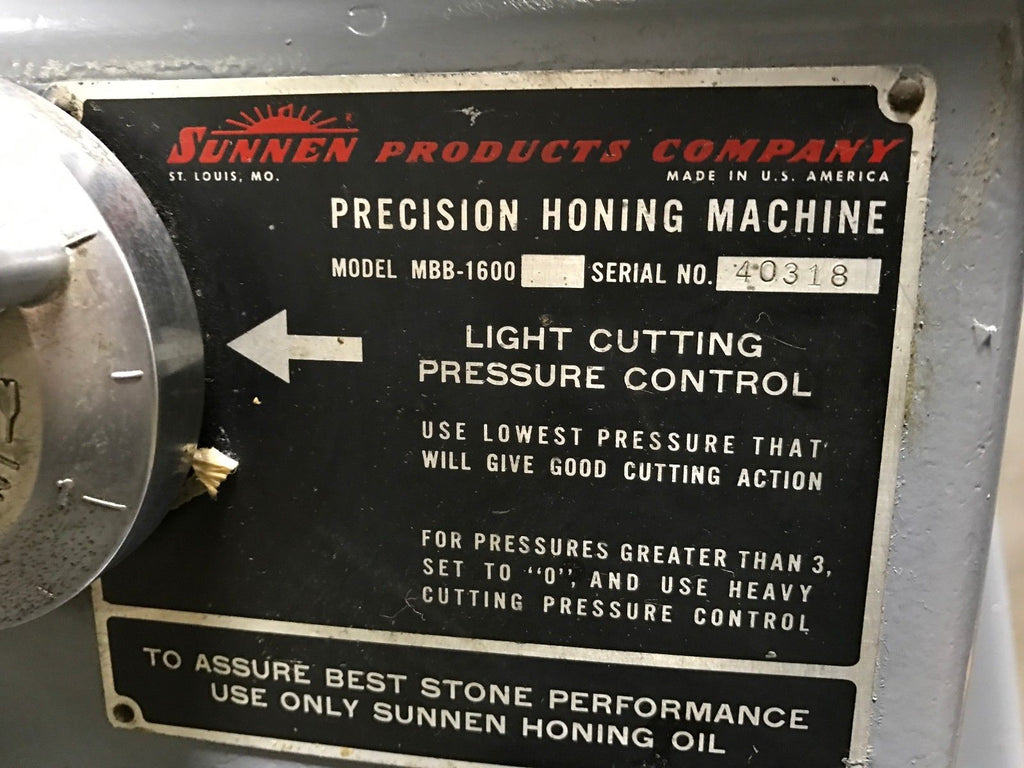 SUNNEN PRODUCTS COMPANY
ST. LOUIS, MO. MADE IN U.S. AMERICA
PRECISION HONING MACHINE
MODEL MBB-1600 SERIAL NO. 40318
LIGHT CUTTING
PRESSURE CONTROL
USE LOWEST PRESSURE THAT
WILL GIVE GOOD CUTTING ACTION
FOR PRESSURES GREATER THAN 3,
SET TO "O", AND USE HEAVY
CUTTING PRESSURE CONTROL
TO ASSURE BEST STONE PERFORMANCE
USE ONLY SUNNEN HONING OIL